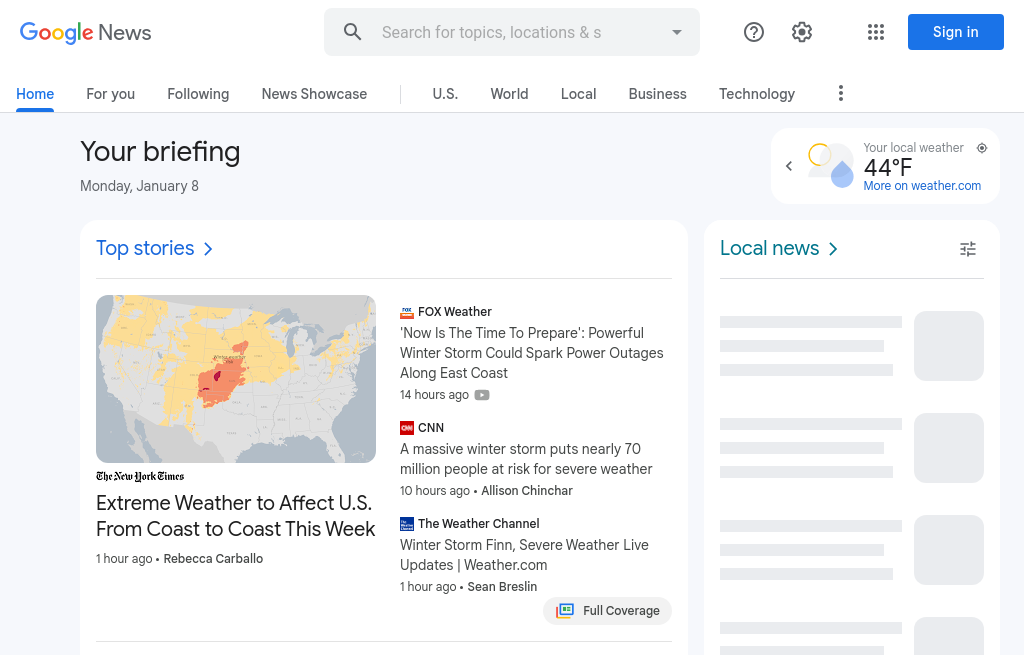 Google News
Search for topics, locations & s
Sign in
Home
For you
Following
News Showcase
U.S.
World
Local
Business
Technology
Your briefing
Monday, January 8
Your local weather
44°F
More on weather.com
Top stories
Local news
The New York Times
Extreme Weather to Affect U.S.
From Coast to Coast This Week
1 hour ago • Rebecca Carballo
FOX Weather
'Now Is The Time To Prepare': Powerful
Winter Storm Could Spark Power Outages
Along East Coast
14 hours ago
CNN
A massive winter storm puts nearly 70
million people at risk for severe weather
10 hours ago • Allison Chinchar
The Weather Channel
Winter Storm Finn, Severe Weather Live
Updates | Weather.com
1 hour ago • Sean Breslin
Full Coverage